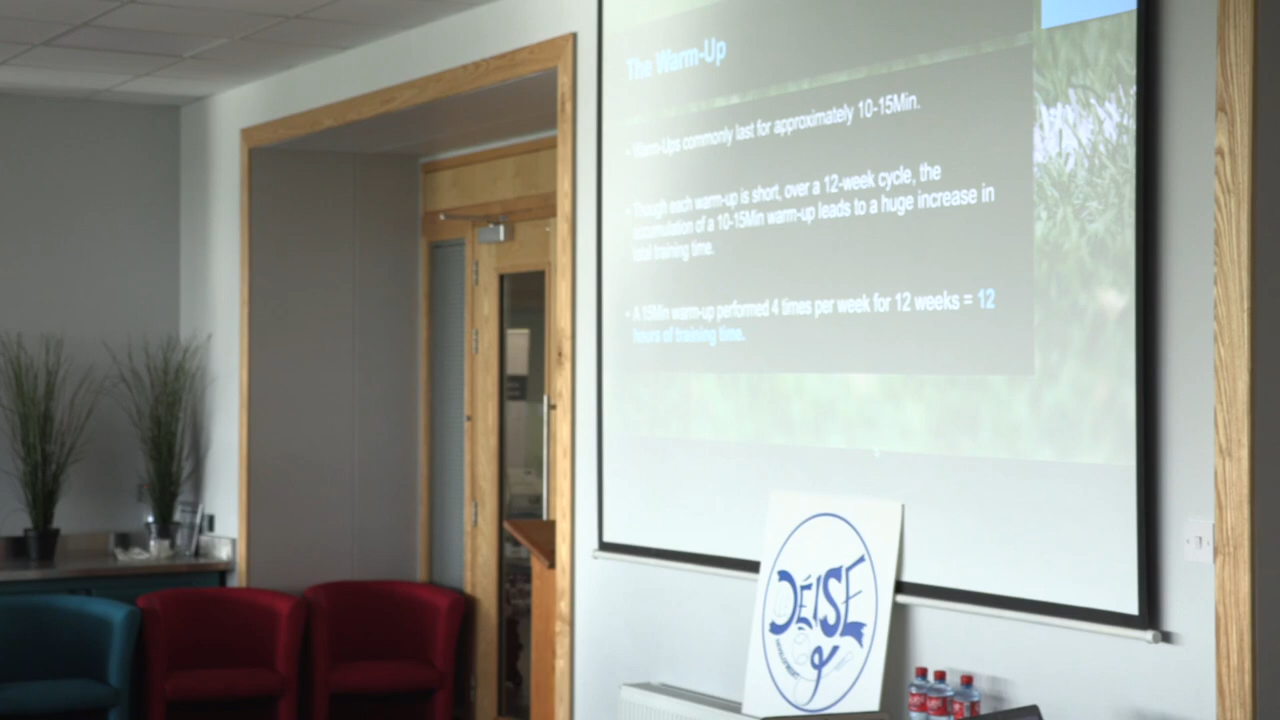 The Warm-Up
• Warm-Ups commonly last for approximately 10-15Min.
• Though each warm-up is short, over a 12-week cycle, the
accumulation of a 10-15Min warm-up leads to a huge increase in
total training time.
• A 15Min warm-up performed 4 times per week for 12 weeks = 12
hours of training time.
DÉISE